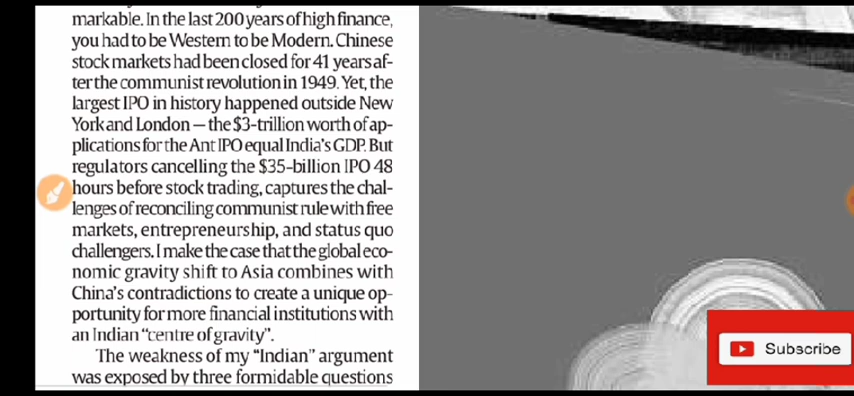 markable. In the last 200 years of high finance,
you had to be Western to be Modern. Chinese
stock markets had been closed for 41 years af-
ter the communist revolution in 1949. Yet, the
largest IPO in history happened outside New
York and London — the $3-trillion worth of ap-
plications for the Ant IPO equal India's GDP. But
regulators cancelling the $35-billion IPO 48
hours before stock trading, captures the chal-
lenges of reconciling communist rule with free
markets, entrepreneurship, and status quo
challengers. I make the case that the global eco-
nomic gravity shift to Asia combines with
China's contradictions to create a unique op-
portunity for more financial institutions with
an Indian “centre of gravity”.
The weakness of my “Indian” argument
was exposed by three formidable questions
Subscribe